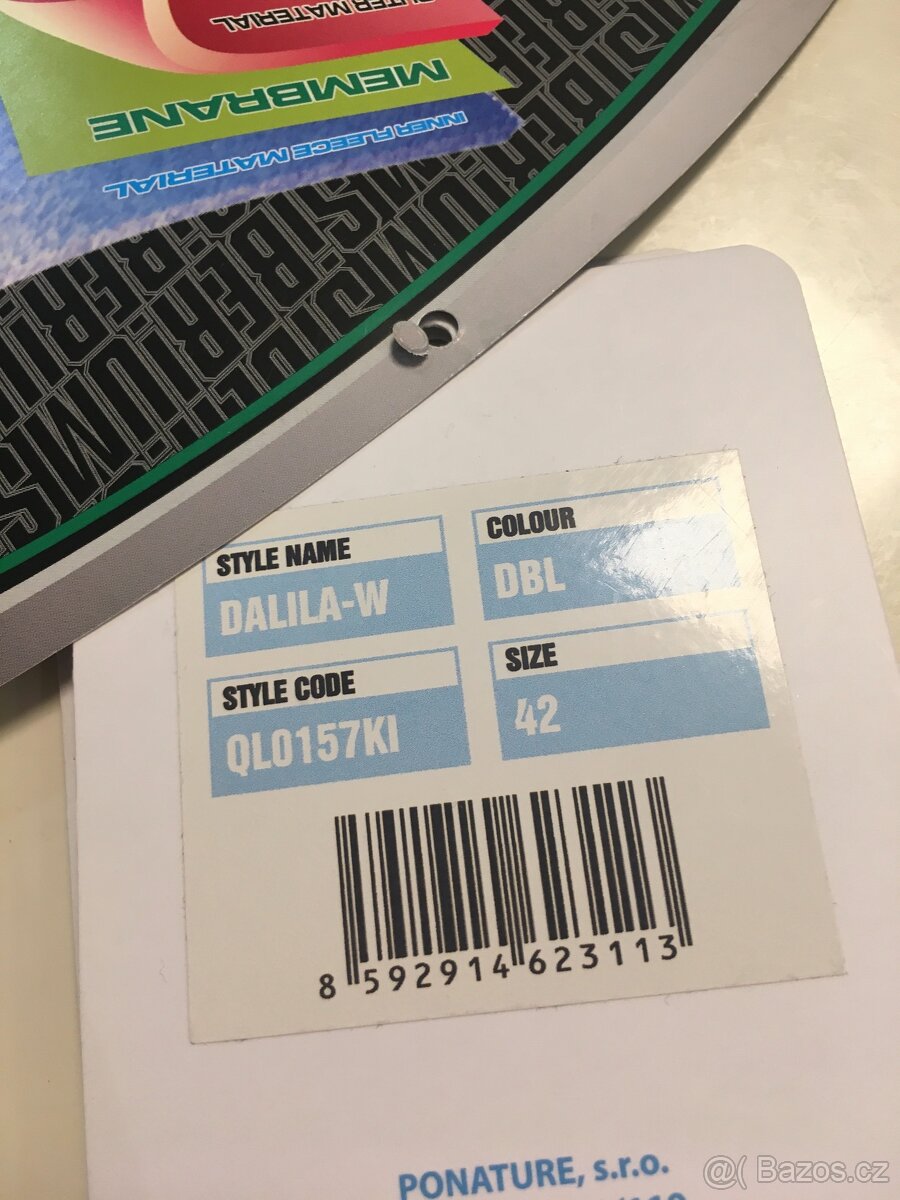 OUTER MATERIAL
MEMBRANE
INNER FLEECE MATERIAL
STYLE NAME
DALILA-W
COLOUR
DBL
STYLE CODE
QL0157KI
SIZE
42
8 592914 623113
PONATURE, s.r.o.
@( Bazos.cz